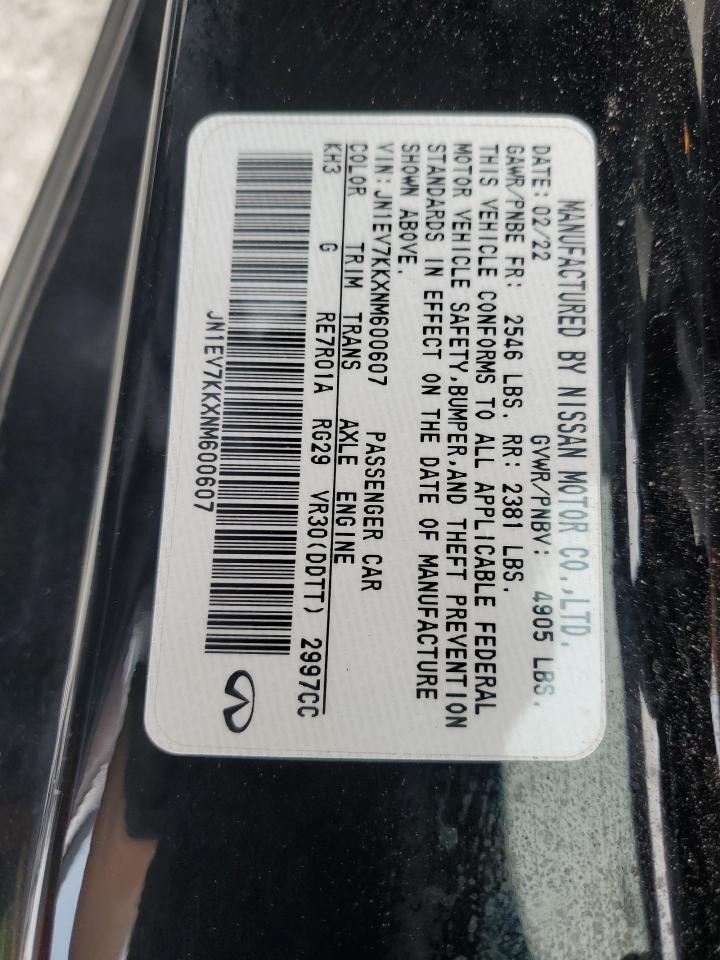 MANUFACTURED BY NISSAN MOTOR CO.,LTD.
DATE: 02/22 GVWR/PNBV: 4905 LBS.
GAWR/PNBE FR: 2546 LBS. RR: 2381 LBS.
THIS VEHICLE CONFORMS TO ALL APPLICABLE FEDERAL
MOTOR VEHICLE SAFETY,BUMPER,AND THEFT PREVENTION
STANDARDS IN EFFECT ON THE DATE OF MANUFACTURE
SHOWN ABOVE.
VIN:JN1EV7KKXNM600607 PASSENGER CAR
COLOR TRIM TRANS AXLE ENGINE
KH3 G RE7R01A RG29 VR30(DDTT) 2997CC
JN1EV7KKXNM600607